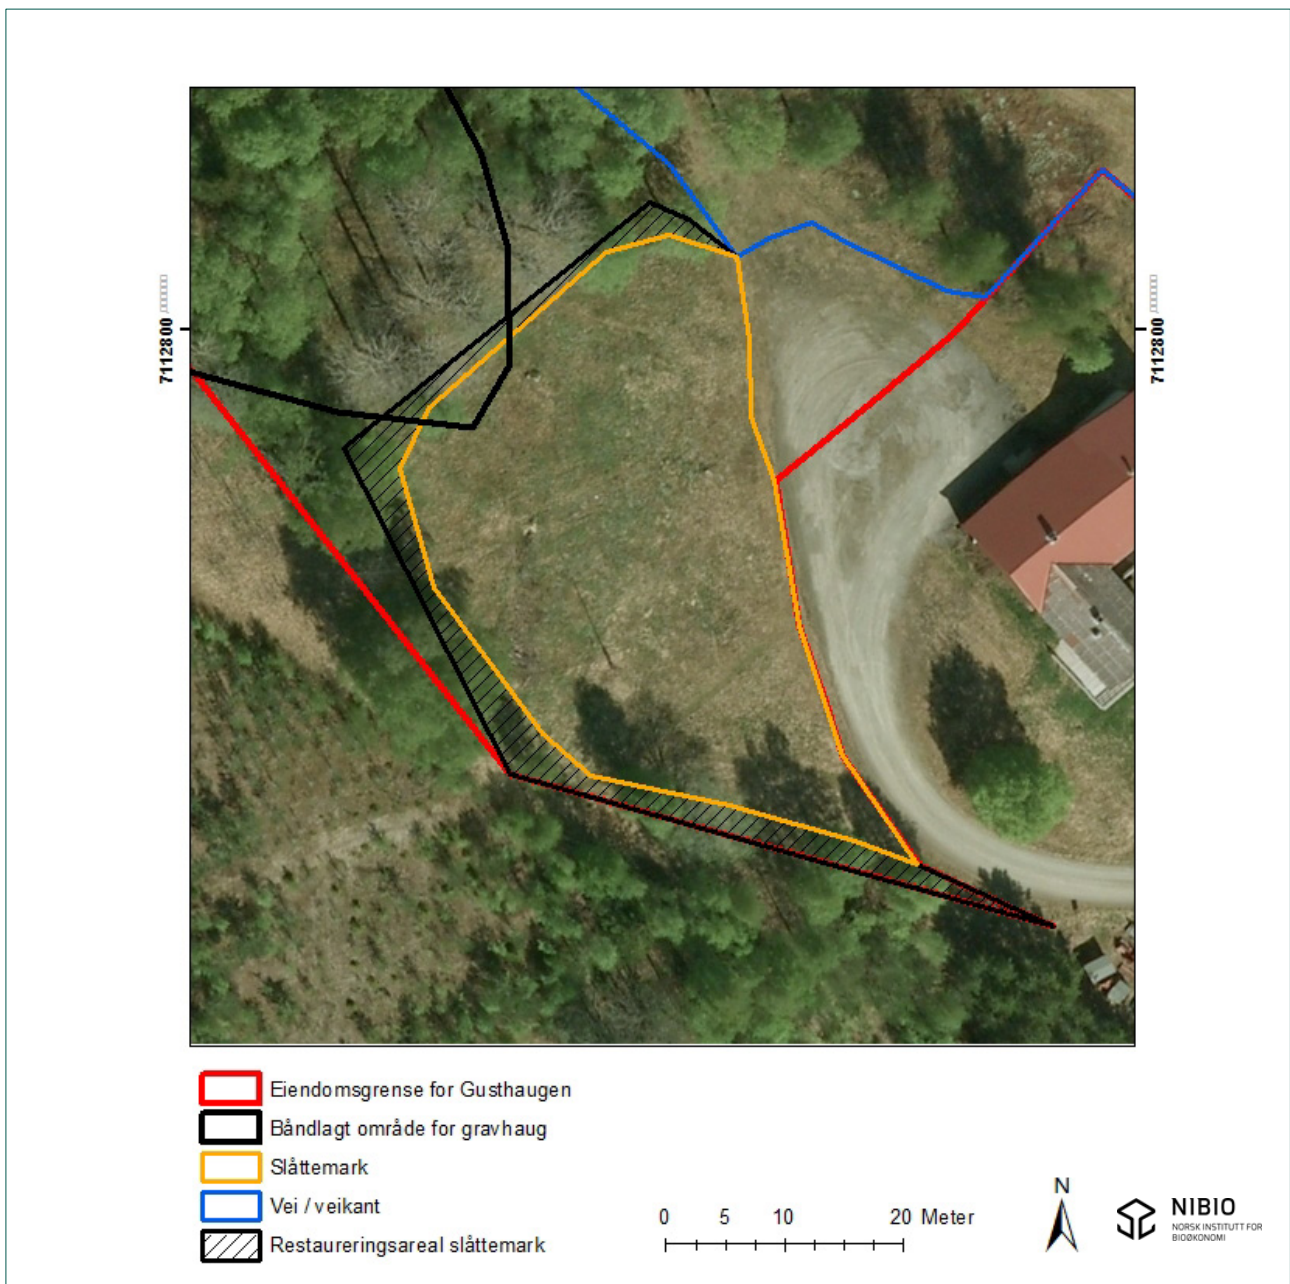 7112800
7112800
Eiendomsgrense for Gusthaugen
Båndlagt område for gravhaug
Slåttemark
Vei / veikant
Restaureringsareal slåttemark
0 5 10 20 Meter
N
NIBIO
NORSK INSTITUTT FOR
BIOØKONOMI